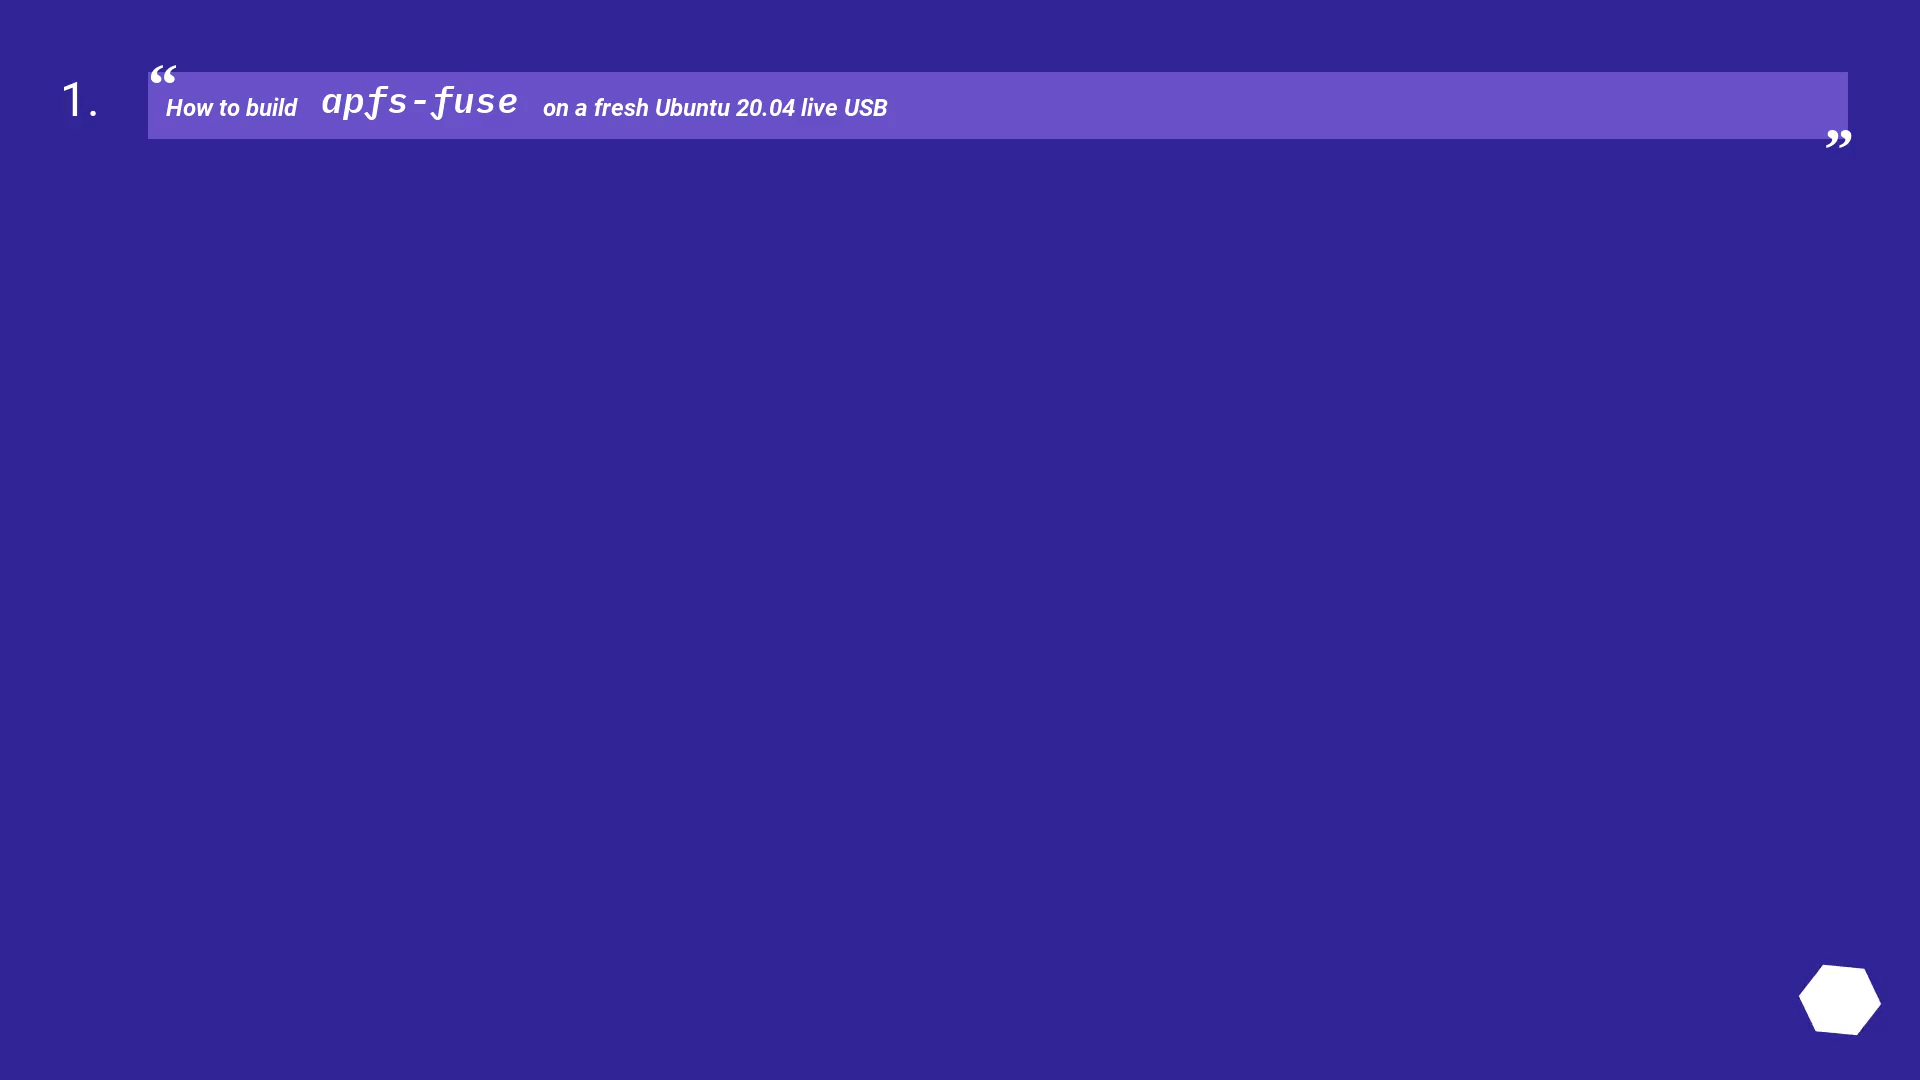 1. “How to build apfs-fuse on a fresh Ubuntu 20.04 live USB”